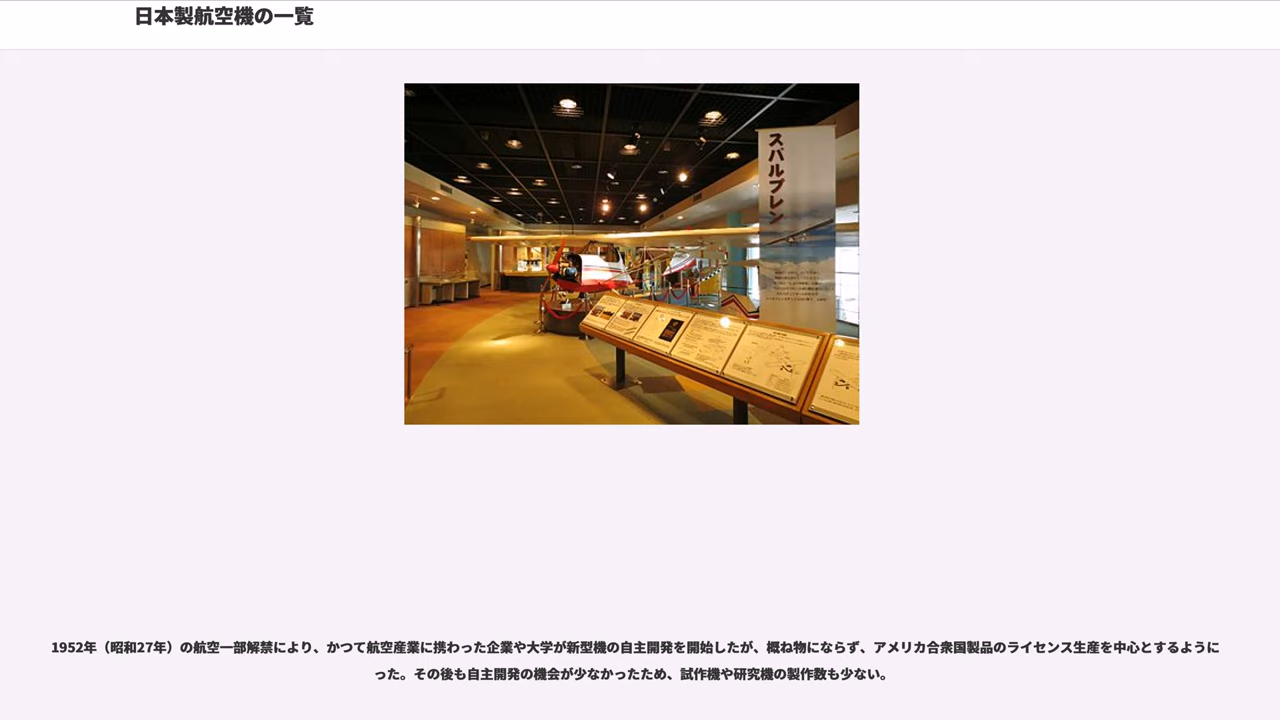 日本製航空機の一覧
スバルプレン
1952年（昭和27年）の航空一部解禁により、かつて航空産業に携わった企業や大学が新型機の自主開発を開始したが、概ね物にならず、アメリカ合衆国製品のライセンス生産を中心とするように
った。その後も自主開発の機会が少なかったため、試作機や研究機の製作数も少ない。